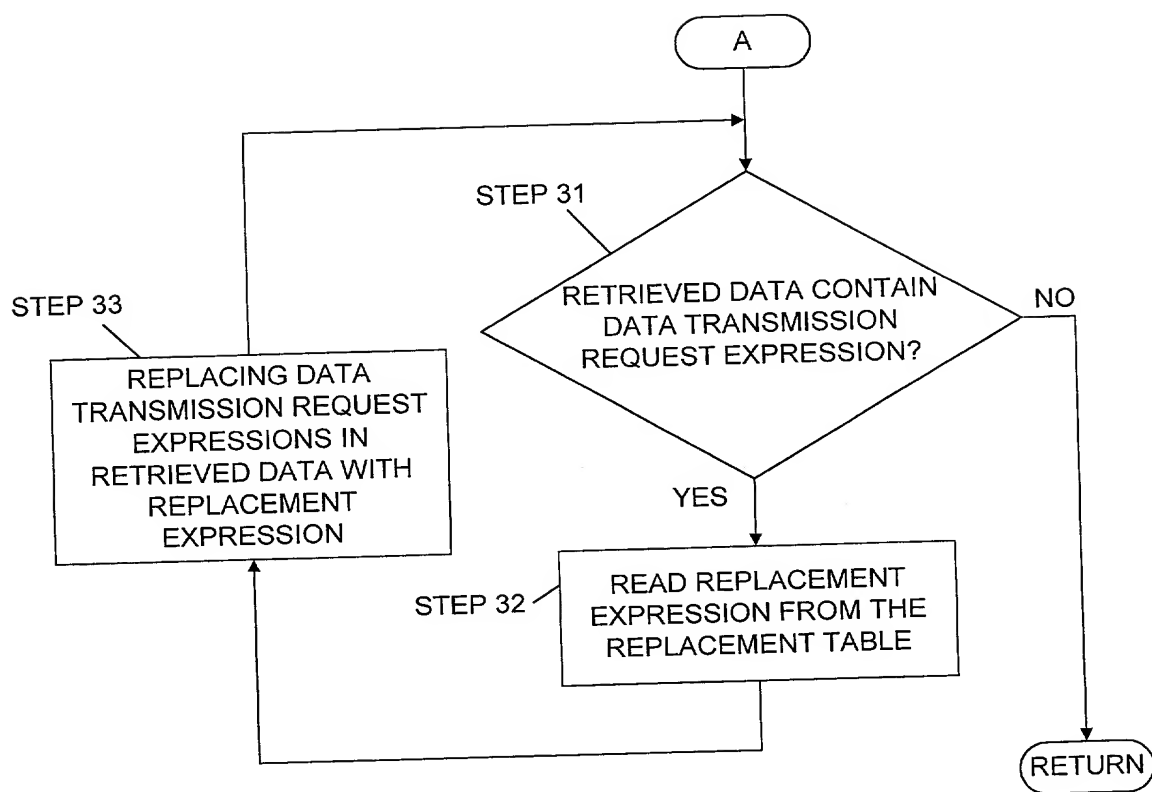 A
STEP 31
RETRIEVED DATA CONTAIN
DATA TRANSMISSION
REQUEST EXPRESSION?
NO
YES
STEP 32
READ REPLACEMENT
EXPRESSION FROM THE
REPLACEMENT TABLE
STEP 33
REPLACING DATA
TRANSMISSION REQUEST
EXPRESSIONS IN
RETRIEVED DATA WITH
REPLACEMENT
EXPRESSION
RETURN